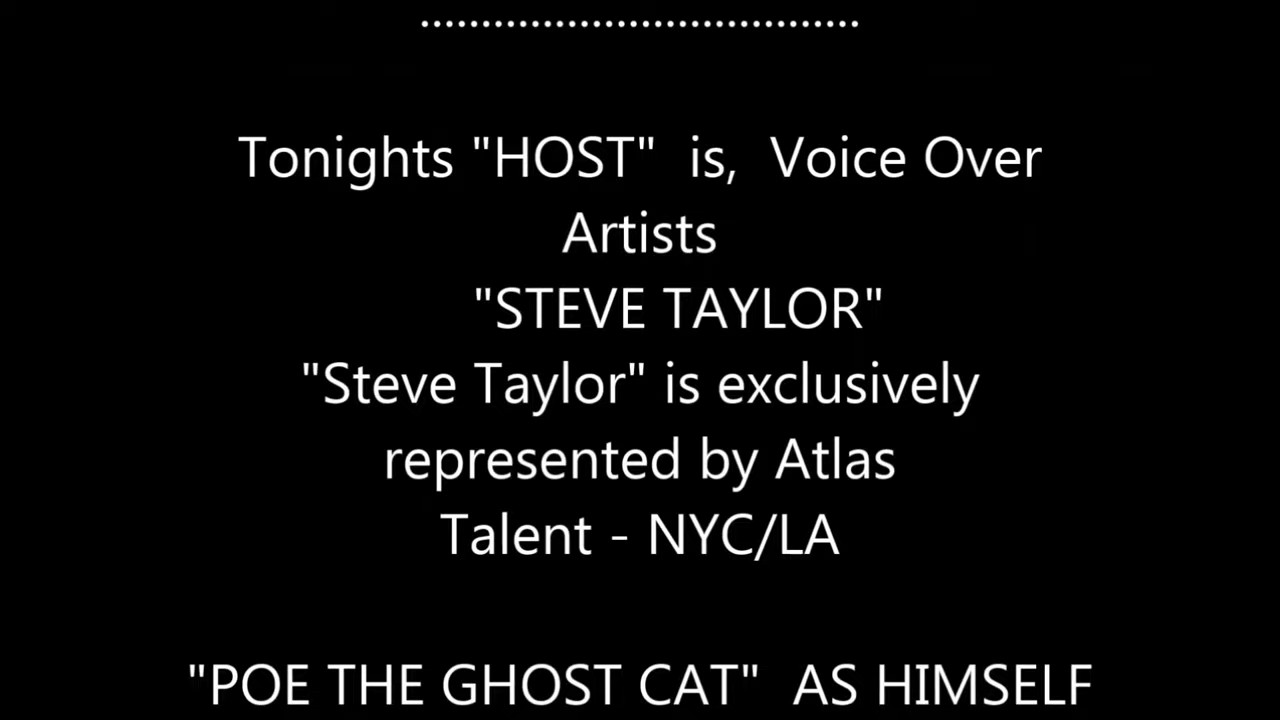 ....................................
Tonights "HOST"  is,  Voice Over
Artists
"STEVE TAYLOR"
"Steve Taylor" is exclusively
represented by Atlas
Talent - NYC/LA
"POE THE GHOST CAT"  AS HIMSELF